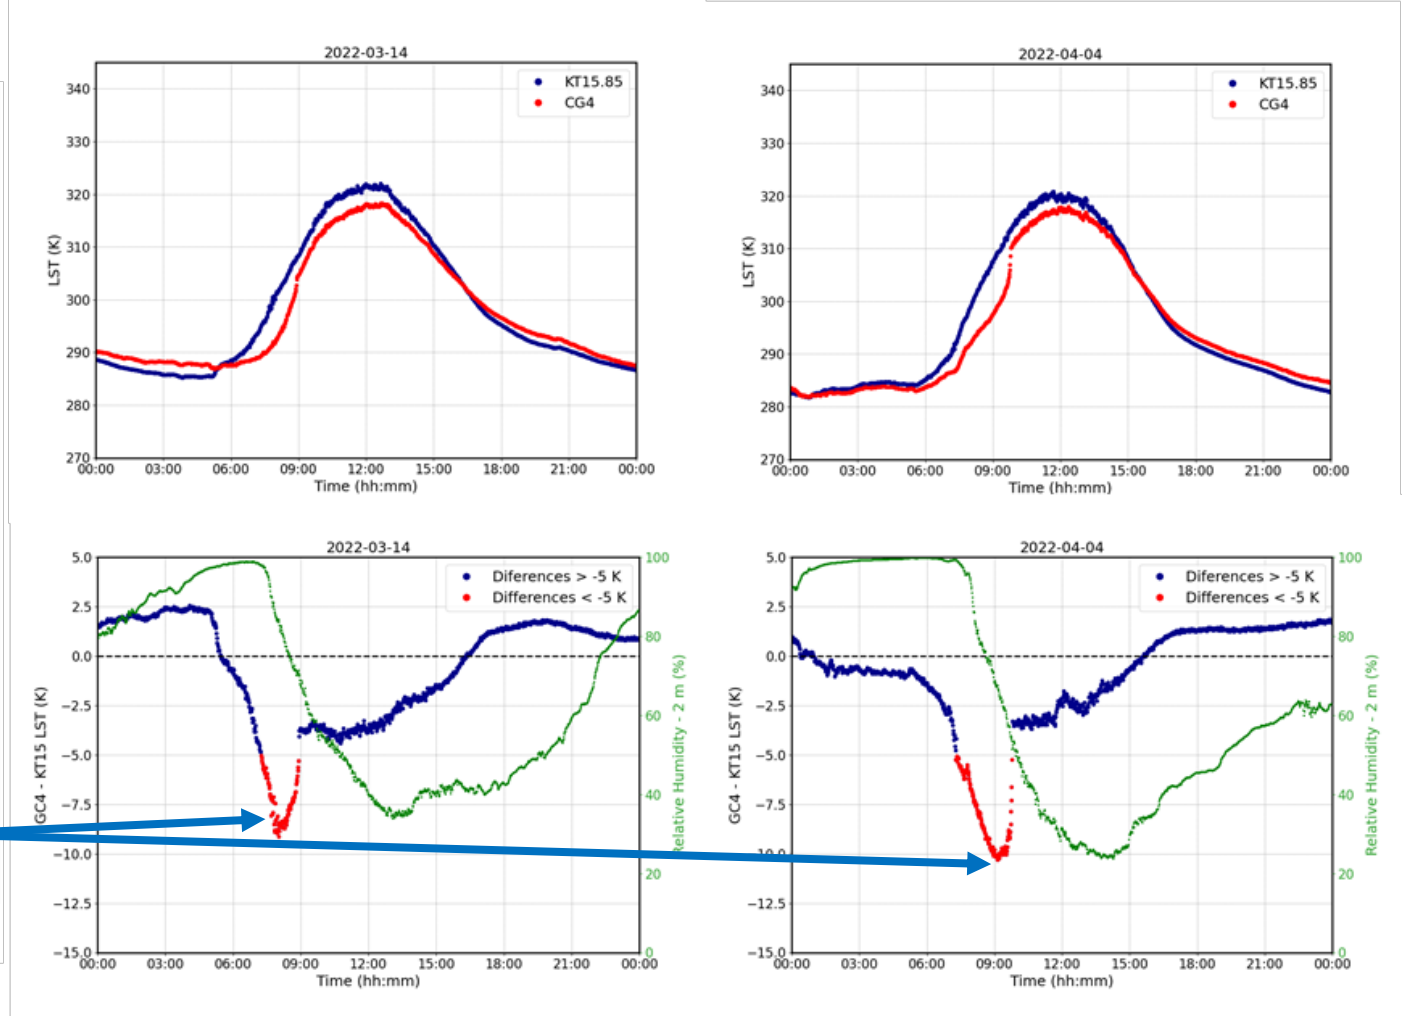 2022-03-14
KT15.85
CG4
340
330
320
310
300
290
280
270
LST (K)
00:00 03:00 06:00 09:00 12:00 15:00 18:00 21:00 00:00
Time (hh:mm)
2022-04-04
KT15.85
CG4
340
330
320
310
300
290
280
270
LST (K)
00:00 03:00 06:00 09:00 12:00 15:00 18:00 21:00 00:00
Time (hh:mm)
2022-03-14
Diferences > -5 K
Differences < -5 K
5.0
2.5
0.0
−2.5
−5.0
−7.5
−10.0
−12.5
−15.0
GC4 - KT15 LST (K)
100
80
60
40
20
0
Relative Humidity - 2 m (%)
00:00 03:00 06:00 09:00 12:00 15:00 18:00 21:00 00:00
Time (hh:mm)
2022-04-04
Diferences > -5 K
Differences < -5 K
5.0
2.5
0.0
−2.5
−5.0
−7.5
−10.0
−12.5
−15.0
GC4 - KT15 LST (K)
100
80
60
40
20
0
Relative Humidity - 2 m (%)
00:00 03:00 06:00 09:00 12:00 15:00 18:00 21:00 00:00
Time (hh:mm)